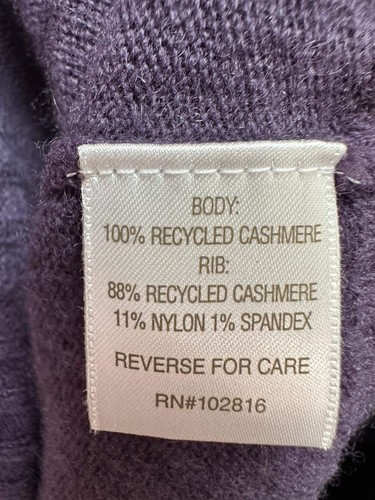 BODY:
100% RECYCLED CASHMERE
RIB:
88% RECYCLED CASHMERE
11% NYLON 1% SPANDEX
REVERSE FOR CARE
RN#102816